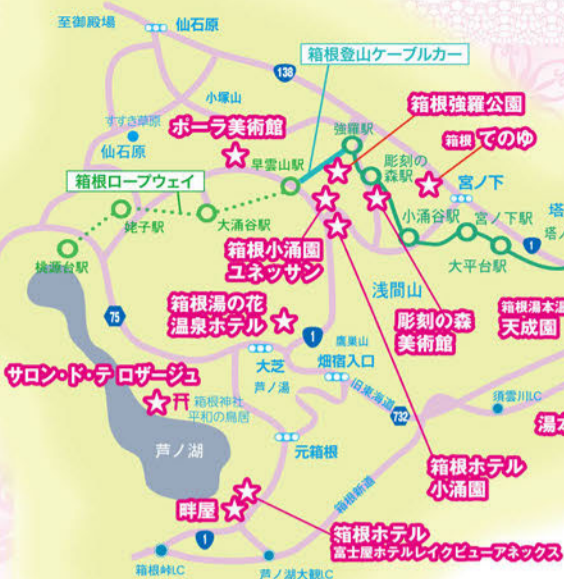 至御殿場
仙石原
箱根登山ケーブルカー
138
小塚山
すすき草原
仙石原
ポーラ美術館
箱根強羅公園
箱根 てのゆ
強羅駅
早雲山駅
彫刻の
森駅
宮ノ下
箱根ロープウェイ
姥子駅
大涌谷駅
桃源台駅
小涌谷駅
宮ノ下駅
大平台駅
1
箱根小涌園
ユネッサン
浅間山
箱根湯の花
温泉ホテル
75
1
彫刻の森
美術館
天成園
鷹巣山
大芝
芦ノ湯
畑宿入口
旧東海道
732
須雲川IC
サロン・ド・テ ロザージュ
箱根神社
平和の鳥居
芦ノ湖
元箱根
箱根新道
箱根ホテル
小涌園
畔屋
箱根ホテル
富士屋ホテルレイクビューアネックス
1
箱根峠IC
芦ノ湖大観IC